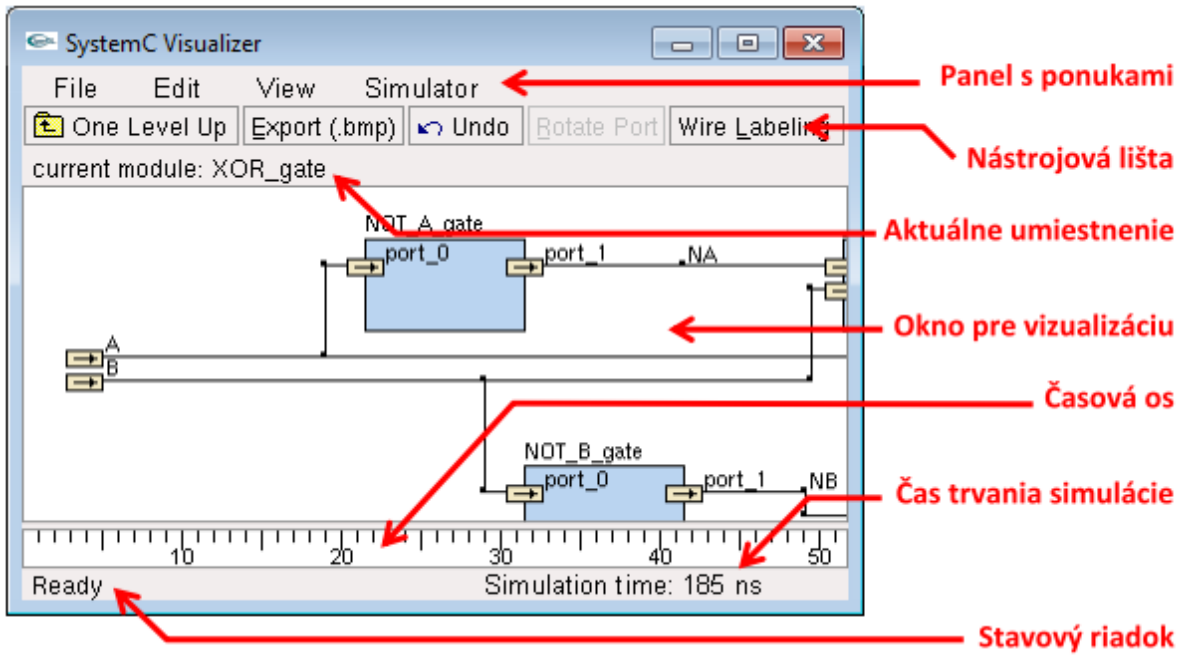 SystemC Visualizer
File Edit View Simulator
Panel s ponukami
One Level Up Export (.bmp) Undo Rotate Port Wire Labeling
Nástrojová lišta
current module: XOR_gate
NOT_A_gate
Aktuálne umiestnenie
port_0 port_1 NA
Okno pre vizualizáciu
A
B
Časová os
NOT_B_gate
port_0 port_1 NB
Čas trvania simulácie
10 20 30 40 50
Ready Simulation time: 185 ns
Stavový riadok